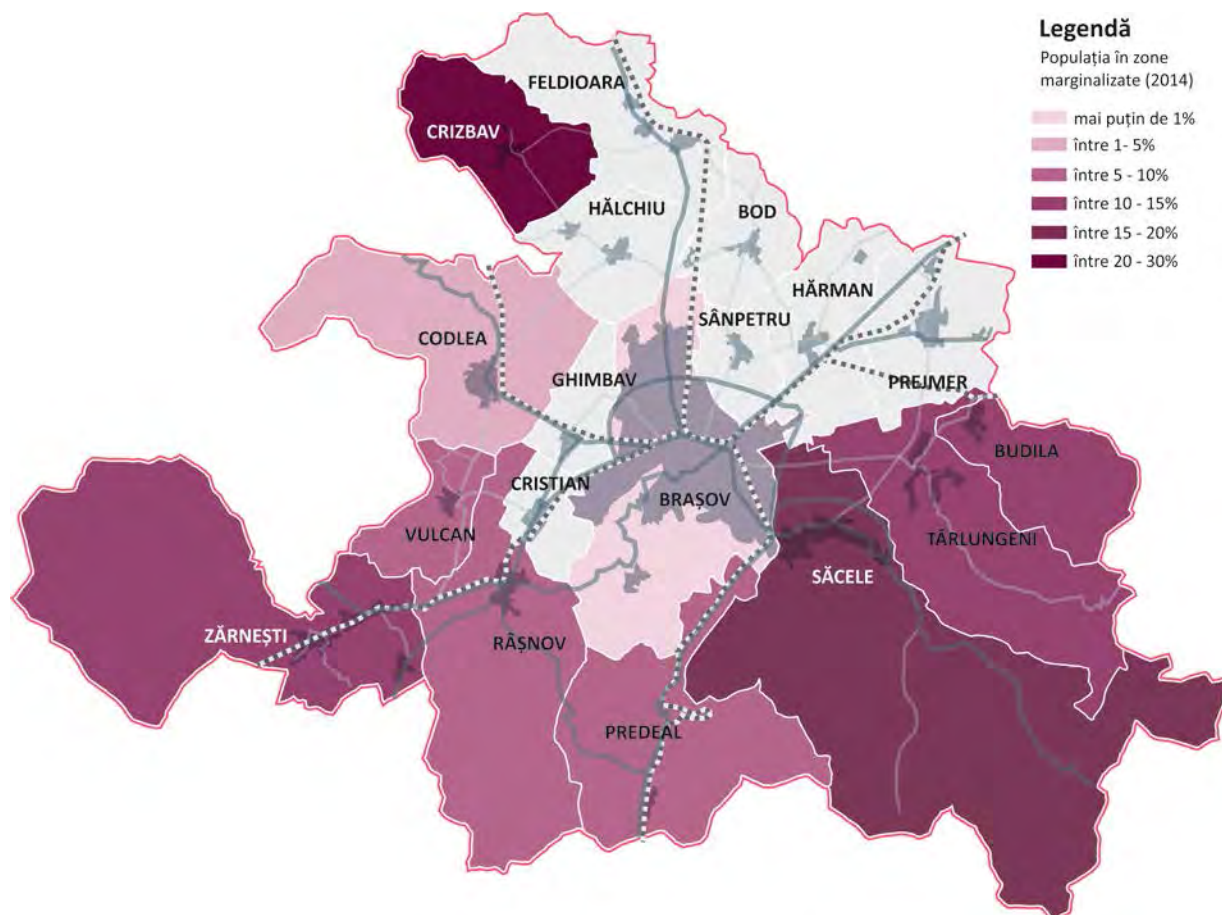 Legendă
Populația în zone
marginalizate (2014)
mai puțin de 1%
între 1- 5%
între 5 - 10%
între 10 - 15%
între 15 - 20%
între 20 - 30%
FELDIOARA
CRIZBAV
HĂLCHIU
BOD
HĂRMAN
SÂNPETRU
CODLEA
GHIMBAV
PREJMER
BUDILA
CRISTIAN
BRAȘOV
VULCAN
TĂRLUNGENI
SĂCELE
ZĂRNEȘTI
RÂȘNOV
PREDEAL